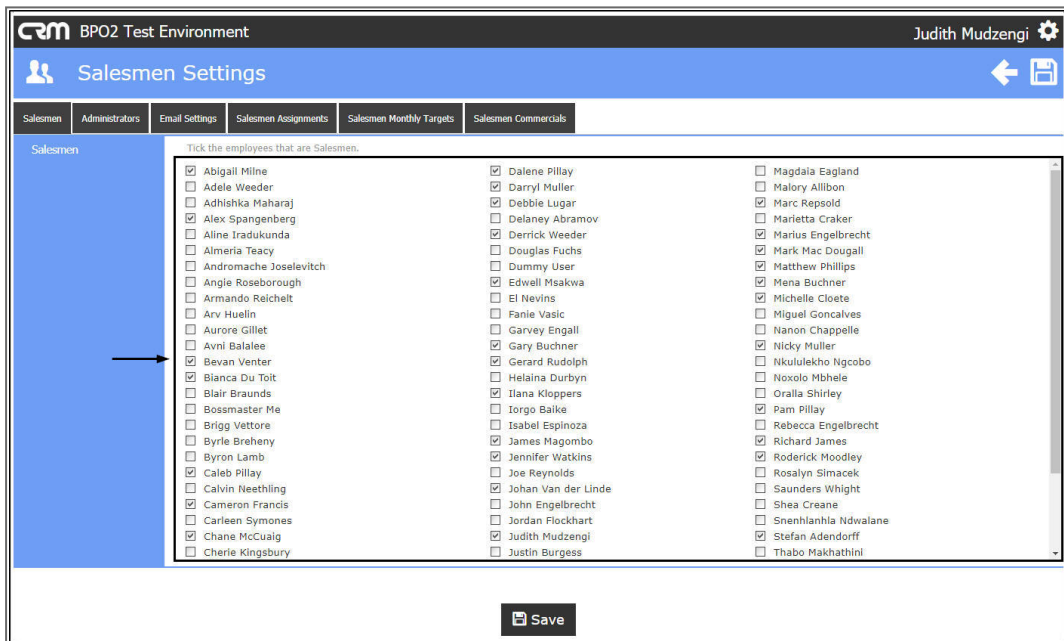 CRM BPO2 Test Environment
Judith Mudzengi
Salesmen Settings
Salesmen
Administrators
Email Settings
Salesmen Assignments
Salesmen Monthly Targets
Salesmen Commercials
Salesmen
Tick the employees that are Salesmen.
Abigail Milne
Adele Weeder
Adhishka Maharaj
Alex Spangenberg
Aline Iradukunda
Almeria Teacy
Andromache Joselevitch
Angie Roseborough
Armando Reichelt
Arv Huelin
Aurore Gillet
Avni Balalee
Bevan Venter
Bianca Du Toit
Blair Braunds
Bossmaster Me
Brigg Vettore
Byrle Breheny
Byron Lamb
Caleb Pillay
Calvin Neethling
Cameron Francis
Carleen Symones
Chane McCuaig
Cherie Kingsbury
Dalene Pillay
Darryl Muller
Debbie Lugar
Delaney Abramov
Derrick Weeder
Douglas Fuchs
Dummy User
Edwell Msakwa
El Nevins
Fanie Vasic
Garvey Engall
Gary Buchner
Gerard Rudolph
Helaina Durbyn
Ilana Kloppers
Iorgo Baike
Isabel Espinoza
James Magombo
Jennifer Watkins
Joe Reynolds
Johan Van der Linde
John Engelbrecht
Jordan Flockhart
Judith Mudzengi
Justin Burgess
Magdaia Eagland
Malory Allibon
Marc Repsold
Marietta Craker
Marius Engelbrecht
Mark Mac Dougall
Matthew Phillips
Mena Buchner
Michelle Cloete
Miguel Goncalves
Nanon Chappelle
Nicky Muller
Nkululekho Ngcobo
Noxolo Mbhele
Oralla Shirley
Pam Pillay
Rebecca Engelbrecht
Richard James
Roderick Moodley
Rosalyn Simacek
Saunders Whight
Shea Creane
Snenhlanhla Ndwalane
Stefan Adendorff
Thabo Makhathini
Save